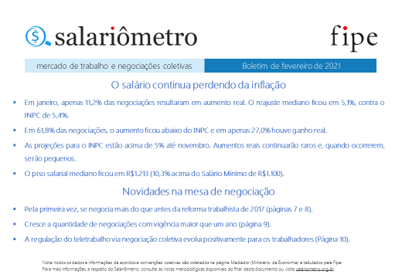 salariômetro
fipe
mercado de trabalho e negociações coletivas
Boletim de fevereiro de 2021
O salário continua perdendo da inflação
• Em janeiro, apenas 11,2% das negociações resultaram em aumento real. O reajuste mediano ficou em 5,1%, contra o
INPC de 5,4%.
• Em 61,8% das negociações, o aumento ficou abaixo do INPC e em apenas 27,0% houve ganho real.
• As projeções para o INPC estão acima de 5% até novembro. Aumentos reais continuarão raros e, quando ocorrerem,
serão pequenos.
• O piso salarial mediano ficou em R$1.213 (10,3% acima do Salário Mínimo de R$1.100).
Novidades na mesa de negociação
• Pela primeira vez, se negocia mais do que antes da reforma trabalhista de 2017 (páginas 7 e 8).
• Cresce a quantidade de negociações com vigência maior que um ano (página 9).
• A regulação do teletrabalho via negociação coletiva evolui positivamente para os trabalhadores (Página 10).
Nota: todos os dados e informações de acordos e convenções coletivas são coletados na página Mediador (Ministério da Economia) e tabulados pela Fipe.
Para mais informações a respeito do Salariômetro, consulte as notas metodológicas disponíveis ao final deste documento ou visite salariometro.org.br